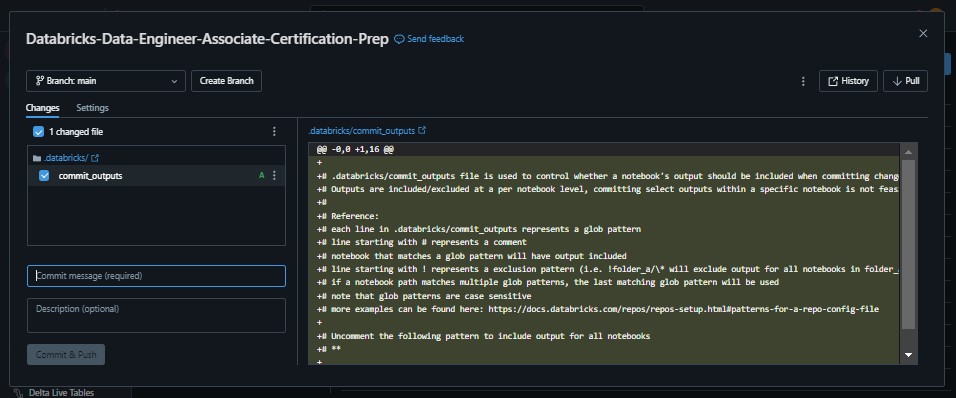 Databricks-Data-Engineer-Associate-Certification-Prep Send feedback
Branch: main
Create Branch
History
Pull
Changes Settings
1 changed file
.databricks/
commit_outputs A
Commit message (required)
Description (optional)
Commit & Push
.databricks/commit_outputs
@@ -0,0 +1,16 @@
+
+# .databricks/commit_outputs file is used to control whether a notebook's output should be included when committing chang
+# Outputs are included/excluded at a per notebook level, committing select outputs within a specific notebook is not feas
+#
+# Reference:
+# each line in .databricks/commit_outputs represents a glob pattern
+# line starting with # represents a comment
+# notebook that matches a glob pattern will have output included
+# line starting with ! represents a exclusion pattern (i.e. !folder_a/\* will exclude output for all notebooks in folder_
+# if a notebook path matches multiple glob patterns, the last matching glob pattern will be used
+# note that glob patterns are case sensitive
+# more examples can be found here: https://docs.databricks.com/repos/repos-setup.html#patterns-for-a-repo-config-file
+
+# Uncomment the following pattern to include output for all notebooks
+# **
+
Delta Live Tables